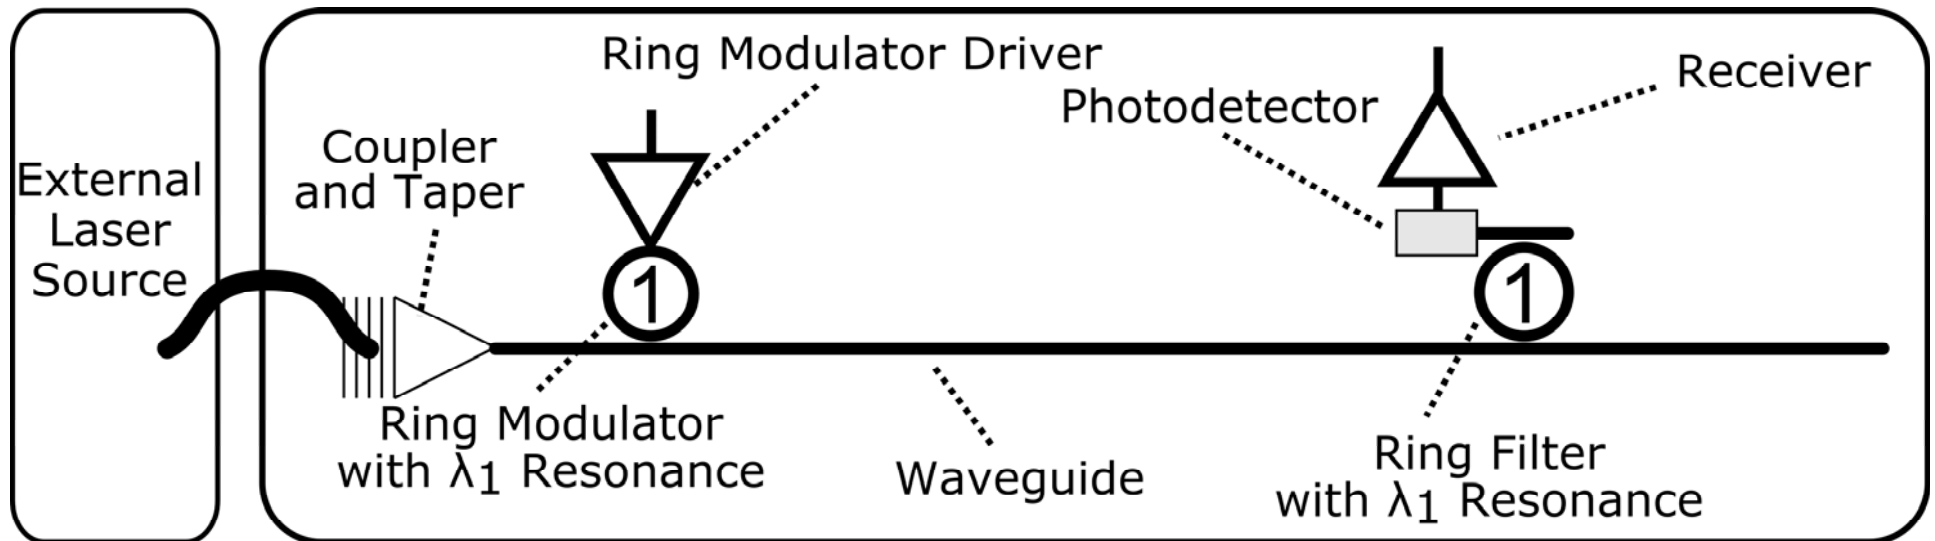 External
Laser
Source
Coupler
and Taper
Ring Modulator Driver
Photodetector
Receiver
1
1
Ring Modulator
with λ1 Resonance
Waveguide
Ring Filter
with λ1 Resonance